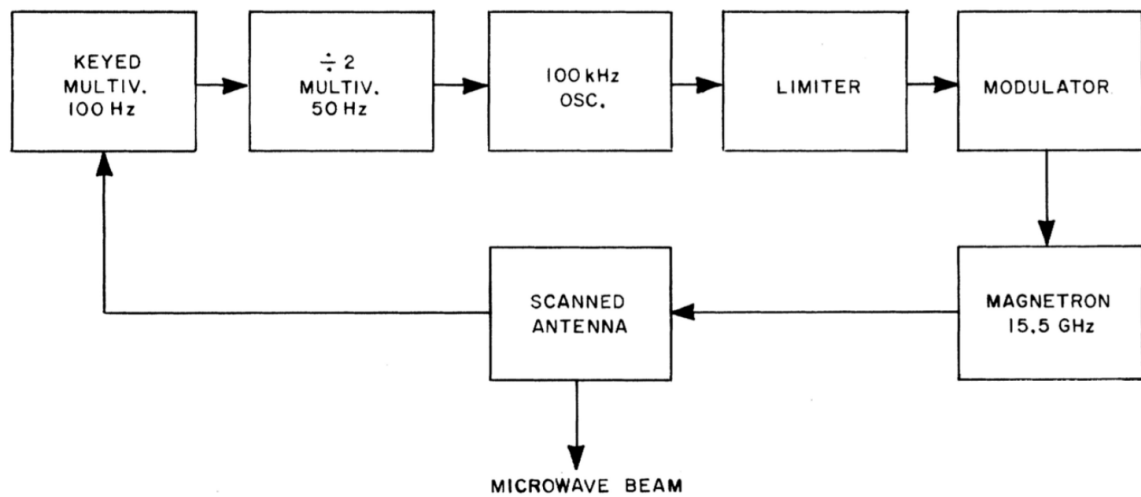 KEYED
MULTIV.
100 Hz
÷ 2
MULTIV.
50 Hz
100 kHz
OSC.
LIMITER
MODULATOR
SCANNED
ANTENNA
MAGNETRON
15.5 GHz
MICROWAVE BEAM